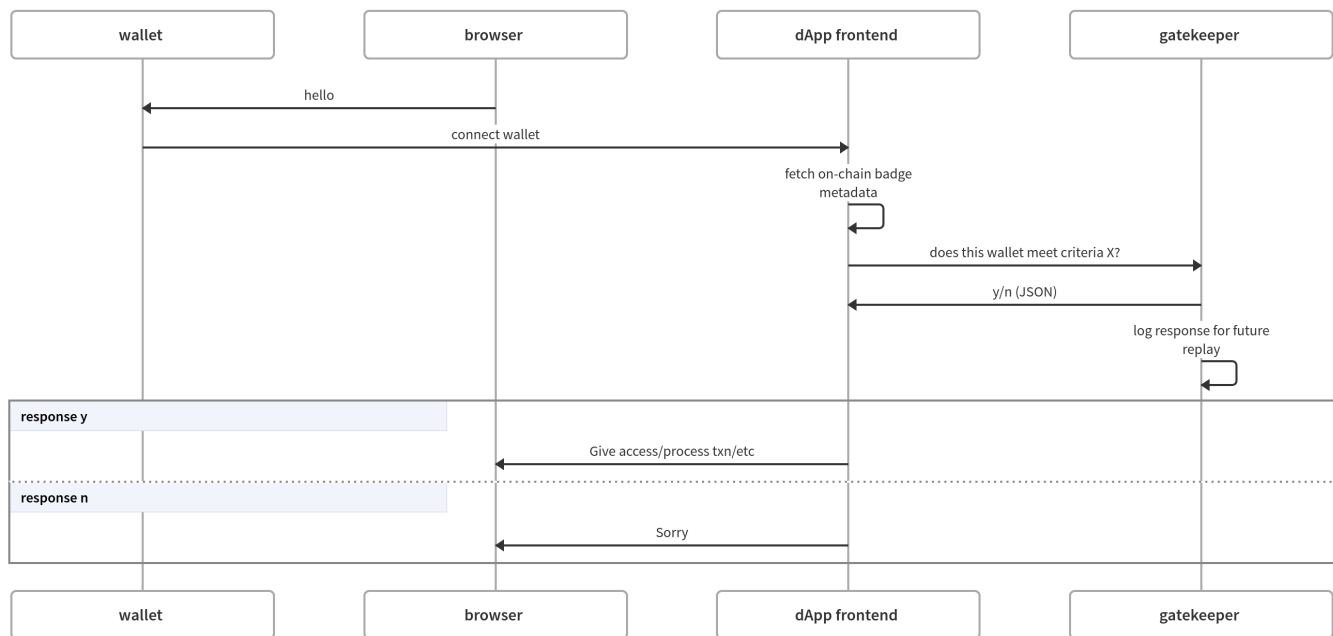 wallet
browser
dApp frontend
gatekeeper
hello
connect wallet
fetch on-chain badge
metadata
does this wallet meet criteria X?
y/n (JSON)
log response for future
replay
response y
Give access/process txn/etc
response n
Sorry
wallet
browser
dApp frontend
gatekeeper